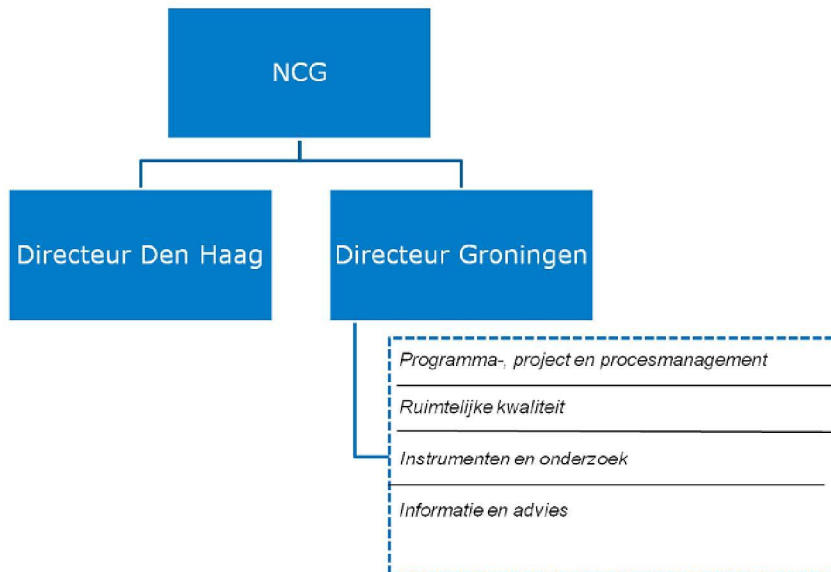 NCG
Directeur Den Haag
Directeur Groningen
Programma-, project en procesmanagement
Ruimtelijke kwaliteit
Instrumenten en onderzoek
Informatie en advies